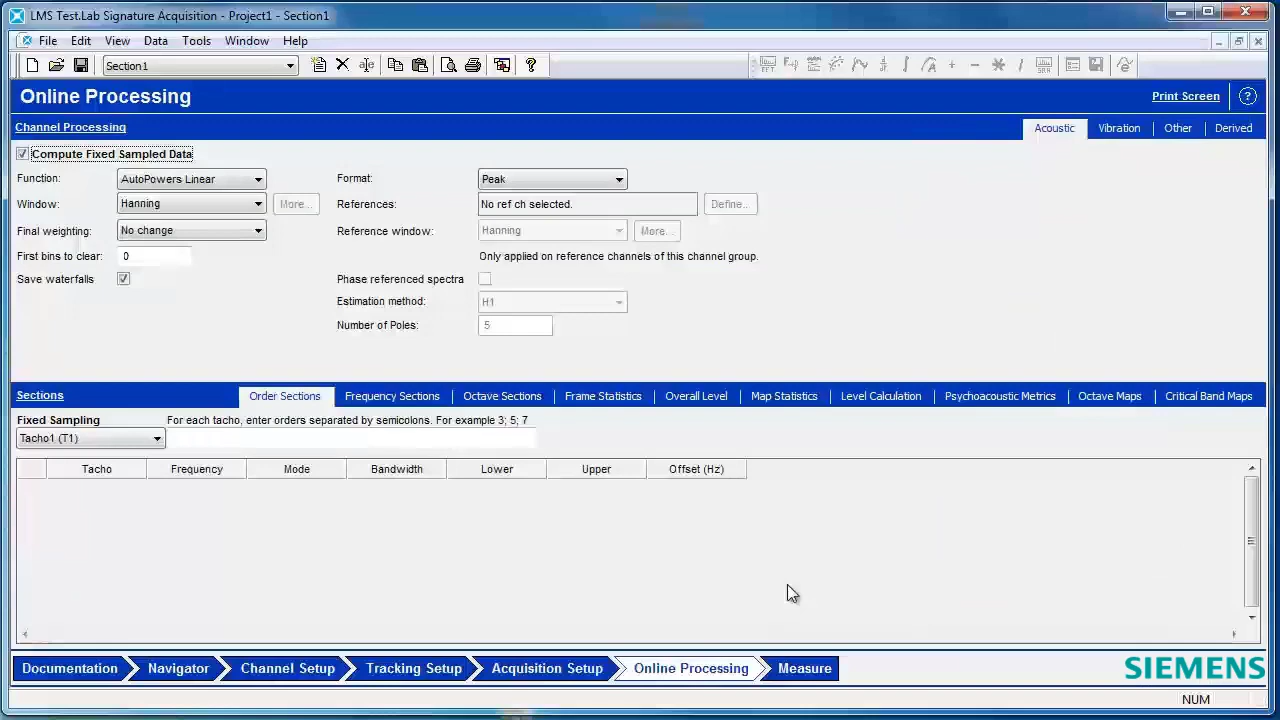 LMS Test.Lab Signature Acquisition - Project1 - Section1
File Edit View Data Tools Window Help
Section1
Online Processing
Print Screen
Channel Processing
Acoustic Vibration Other Derived
Compute Fixed Sampled Data
Function: AutoPowers Linear Format: Peak
Window: Hanning More... References: No ref ch selected. Define...
Final weighting: No change Reference window: Hanning More...
First bins to clear: 0 Only applied on reference channels of this channel group.
Save waterfalls Phase referenced spectra
Estimation method: H1
Number of Poles: 5
Sections Order Sections Frequency Sections Octave Sections Frame Statistics Overall Level Map Statistics Level Calculation Psychoacoustic Metrics Octave Maps Critical Band Maps
Fixed Sampling For each tacho, enter orders separated by semicolons. For example 3; 5; 7
Tacho1 (T1)
Tacho Frequency Mode Bandwidth Lower Upper Offset (Hz)
Documentation Navigator Channel Setup Tracking Setup Acquisition Setup Online Processing Measure
SIEMENS
NUM